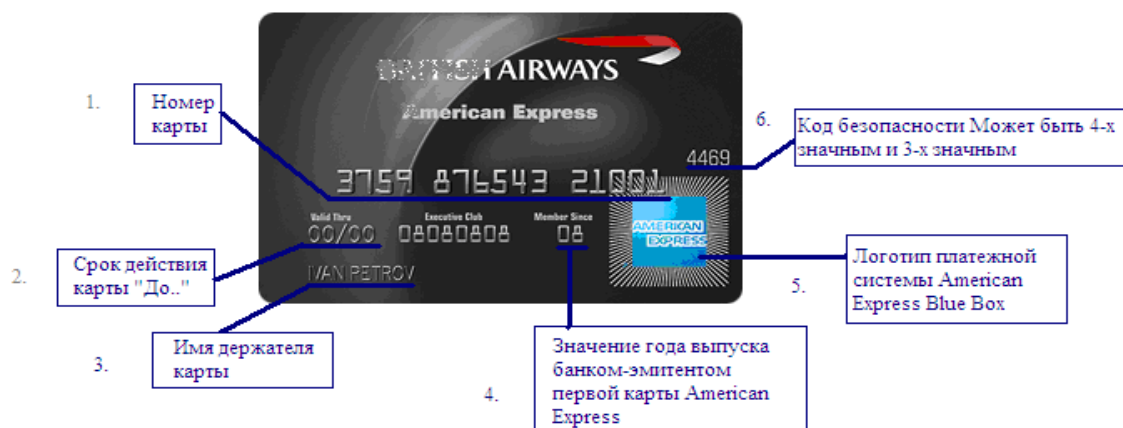 BRITISH AIRWAYS
American Express
1.
Номер
карты
6.
Код безопасности Может быть 4-х
значным и 3-х значным
4469
3759 876543 21001
Valid Thru
Executive Club
Member Since
00/00
08080808
08
AMERICAN
EXPRESS
IVAN PETROV
2.
Срок действия
карты "До.."
5.
Логотип платежной
системы American
Express Blue Box
3.
Имя держателя
карты
4.
Значение года выпуска
банком-эмитентом
первой карты American
Express